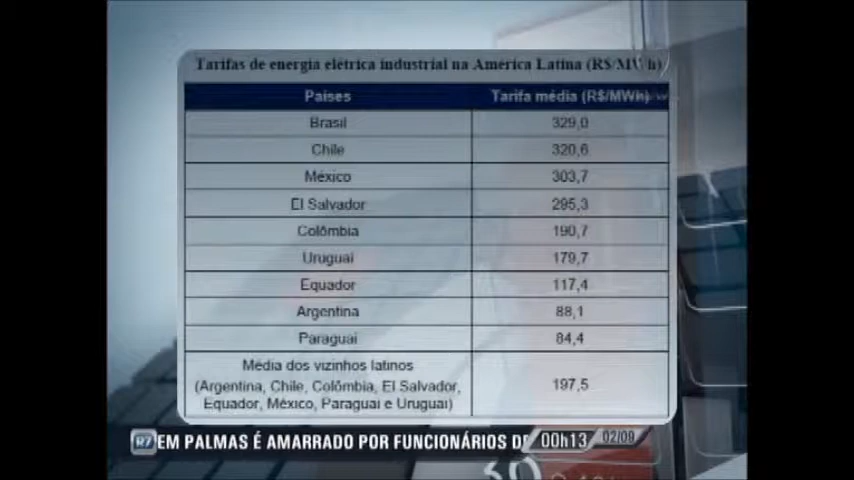 Tarifas de energia elétrica industrial na América Latina (R$/MWh)
Países Tarifa média (R$/MWh)
Brasil 329,0
Chile 320,6
México 303,7
El Salvador 295,3
Colômbia 190,7
Uruguai 179,7
Equador 117,4
Argentina 88,1
Paraguai 84,4
Média dos vizinhos latinos
(Argentina, Chile, Colômbia, El Salvador,
Equador, México, Paraguai e Uruguai) 197,5
R7 EM PALMAS É AMARRADO POR FUNCIONÁRIOS 00h13 02/09